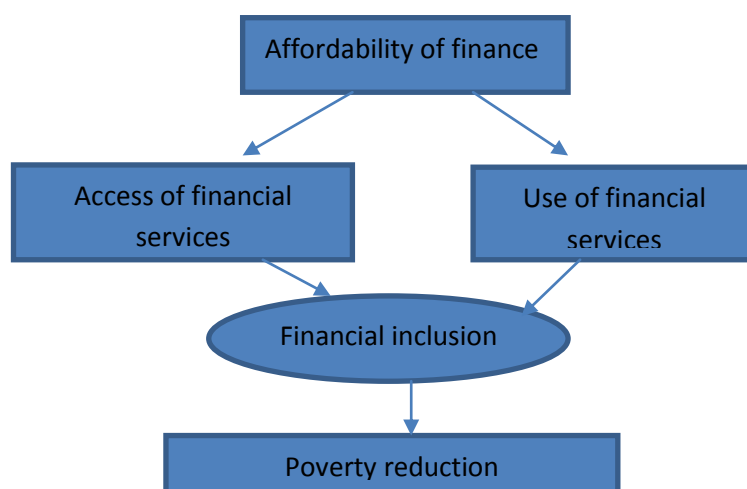 Affordability of finance
Access of financial
services
Use of financial
services
Financial inclusion
Poverty reduction